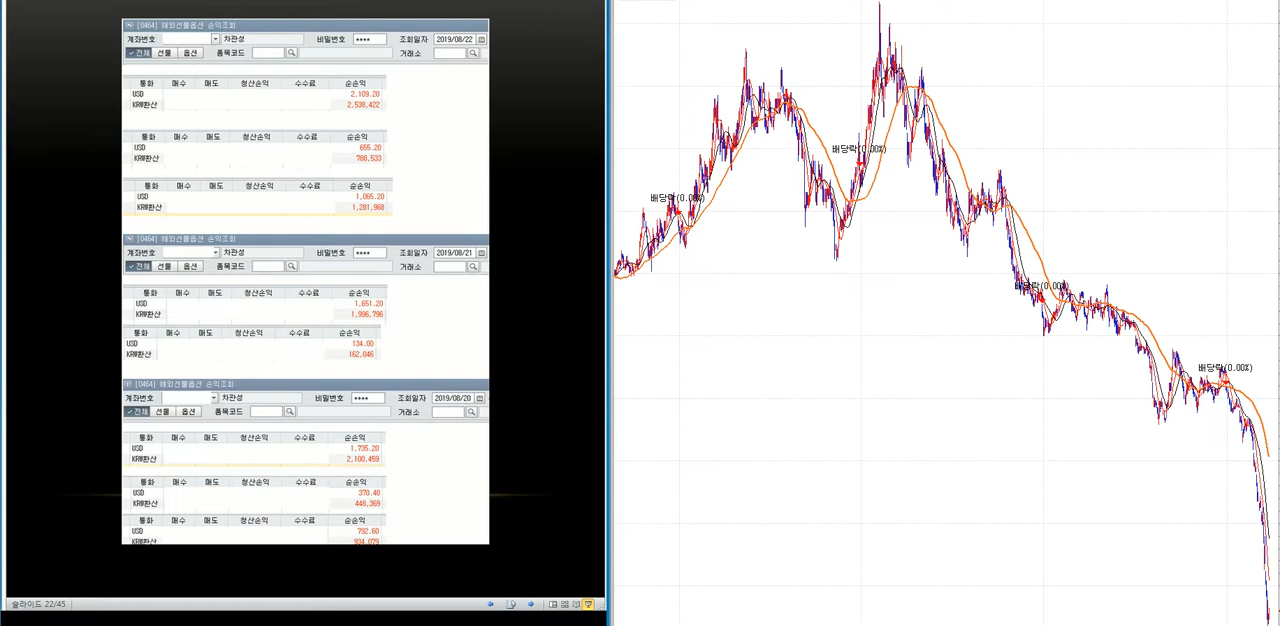 [0464] 해외선물옵션 손익조회
계좌번호 차관성 비밀번호 **** 조회일자 2019/08/22
전체 선물 옵션 품목코드 거래소
통화 매수 매도 청산손익 수수료 순손익
USD 2,109.20
KRW환산 2,538,422
통화 매수 매도 청산손익 수수료 순손익
USD 655.20
KRW환산 788,533
통화 매수 매도 청산손익 수수료 순손익
USD 1,065.20
KRW환산 1,281,968
[0464] 해외선물옵션 손익조회
계좌번호 차관성 비밀번호 **** 조회일자 2019/08/21
전체 선물 옵션 품목코드 거래소
통화 매수 매도 청산손익 수수료 순손익
USD 1,651.20
KRW환산 1,996,796
통화 매수 매도 청산손익 수수료 순손익
USD 134.00
KRW환산 162,046
[0464] 해외선물옵션 손익조회
계좌번호 차관성 비밀번호 **** 조회일자 2019/08/20
전체 선물 옵션 품목코드 거래소
통화 매수 매도 청산손익 수수료 순손익
USD 1,735.20
KRW환산 2,100,459
통화 매수 매도 청산손익 수수료 순손익
USD 370.40
KRW환산 448,369
통화 매수 매도 청산손익 수수료 순손익
USD 792.60
KRW환산 934,079
슬라이드 22/45
배당락(0.00%)
배당락(0.00%)
배당락(0.00%)
배당락(0.00%)